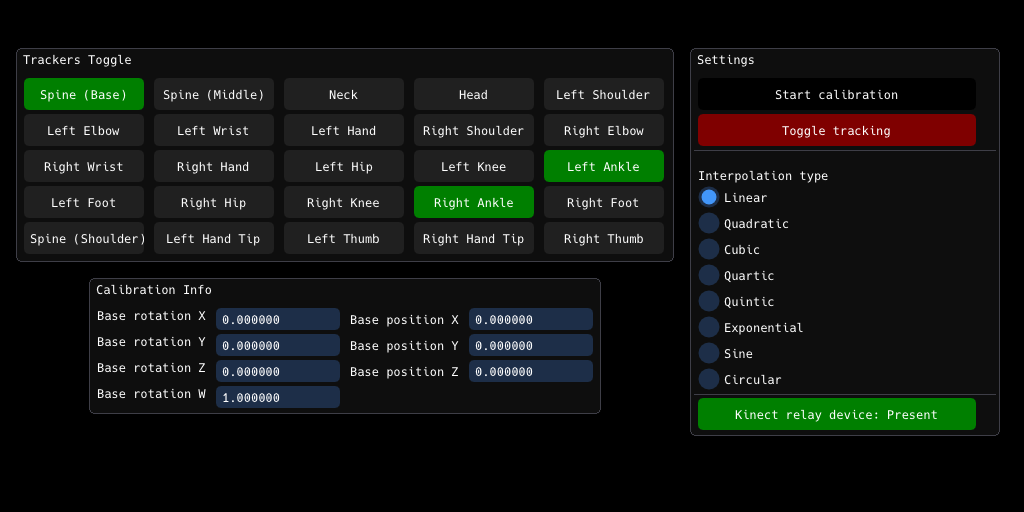 Trackers Toggle
Spine (Base) Spine (Middle) Neck Head Left Shoulder
Left Elbow Left Wrist Left Hand Right Shoulder Right Elbow
Right Wrist Right Hand Left Hip Left Knee Left Ankle
Left Foot Right Hip Right Knee Right Ankle Right Foot
Spine (Shoulder) Left Hand Tip Left Thumb Right Hand Tip Right Thumb
Calibration Info
Base rotation X 0.000000 Base position X 0.000000
Base rotation Y 0.000000 Base position Y 0.000000
Base rotation Z 0.000000 Base position Z 0.000000
Base rotation W 1.000000
Settings
Start calibration
Toggle tracking
Interpolation type
Linear
Quadratic
Cubic
Quartic
Quintic
Exponential
Sine
Circular
Kinect relay device: Present